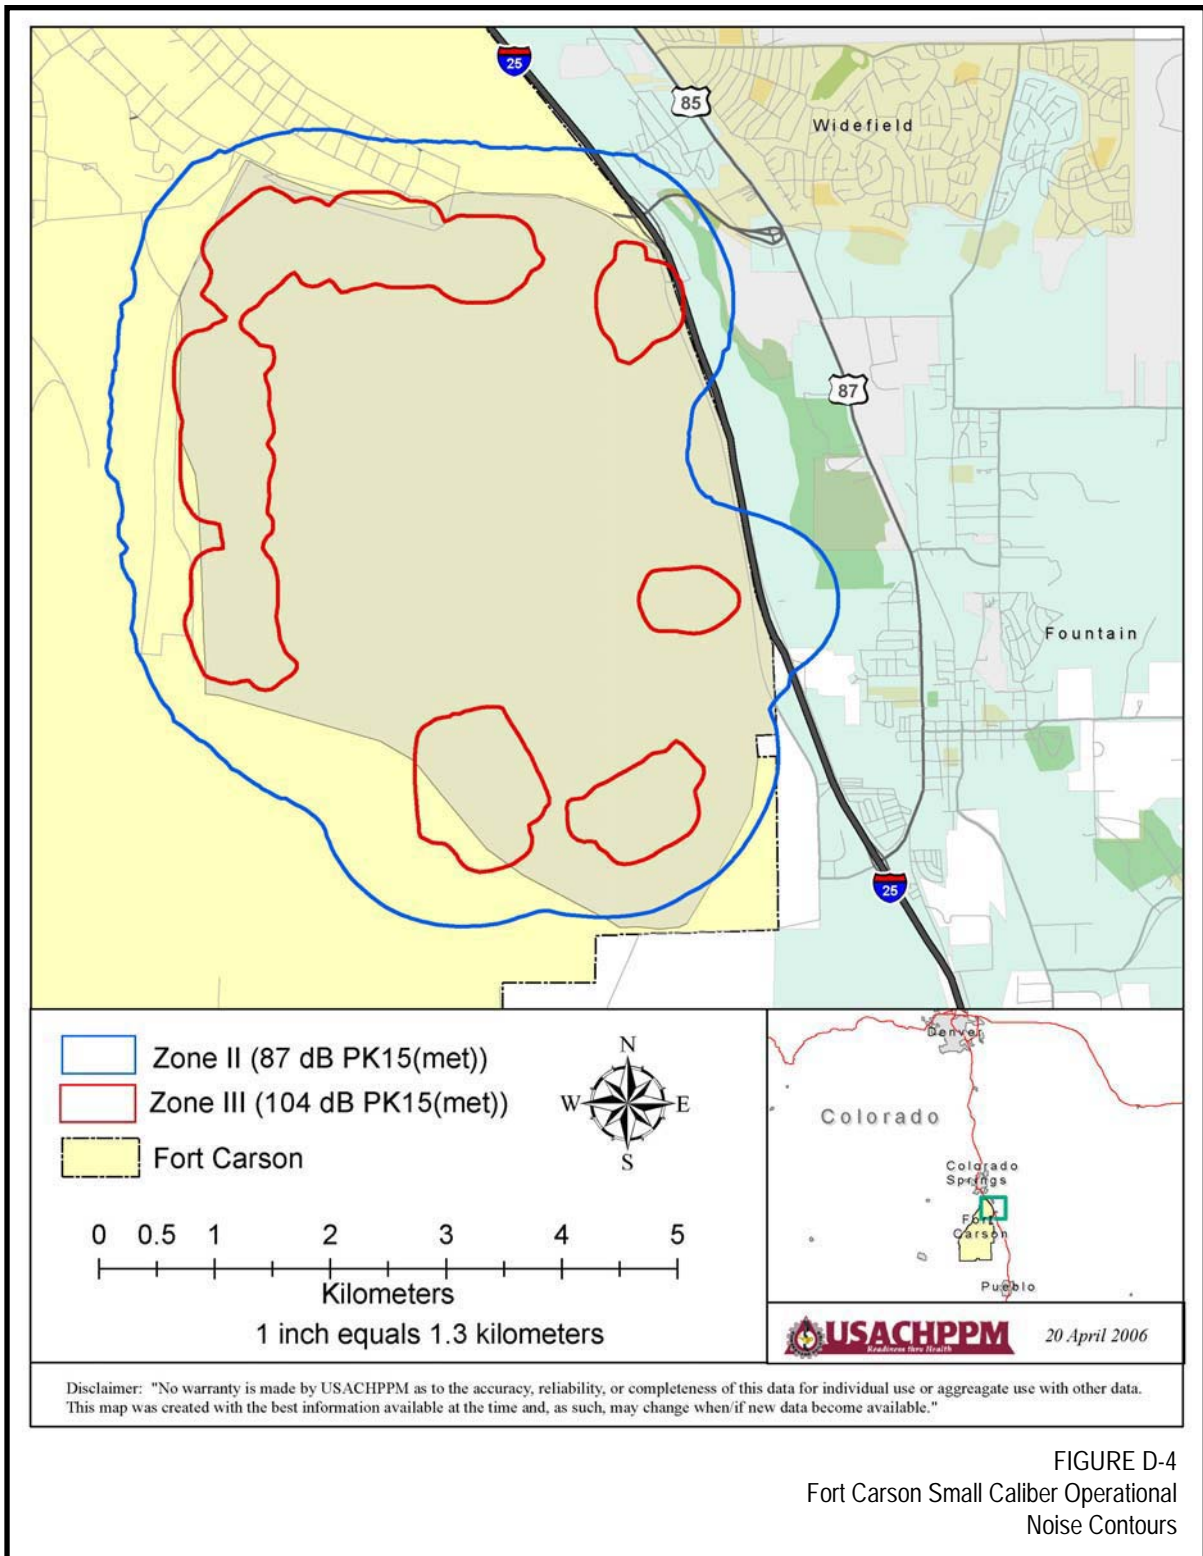 25
85
Widefield
87
Fountain
25
Zone II (87 dB PK15(met))
Zone III (104 dB PK15(met))
Fort Carson
N
W E
S
0 0.5 1 2 3 4 5
Kilometers
1 inch equals 1.3 kilometers
Denver
Colorado
Colorado
Springs
Fort
Carson
Pueblo
USACHPPM
Readiness thru Health
20 April 2006
Disclaimer: "No warranty is made by USACHPPM as to the accuracy, reliability, or completeness of this data for individual use or aggreagate use with other data.
This map was created with the best information available at the time and, as such, may change when/if new data become available."
FIGURE D-4
Fort Carson Small Caliber Operational
Noise Contours